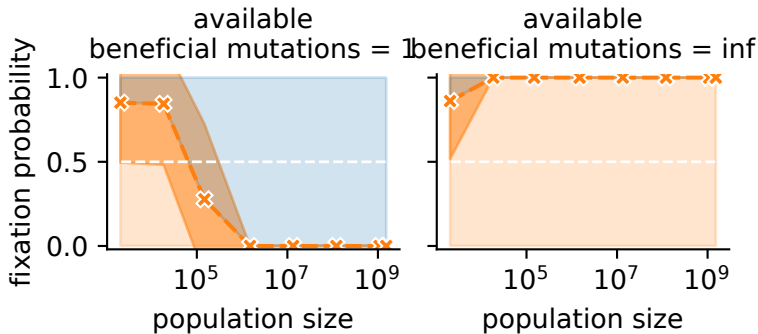 available
beneficial mutations = 1
available
beneficial mutations = inf
fixation probability
1.0
0.5
0.0
10^5
10^7
10^9
10^5
10^7
10^9
population size
population size